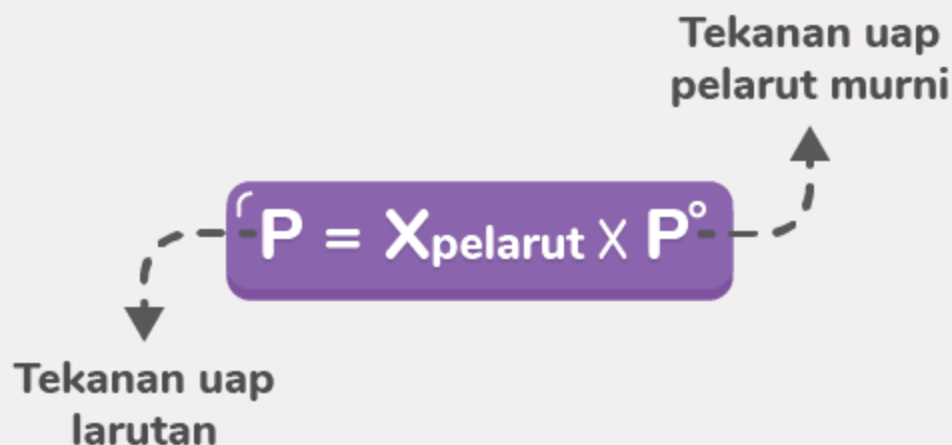 Tekanan uap
pelarut murni
P = Xpelarut X P°
Tekanan uap
larutan